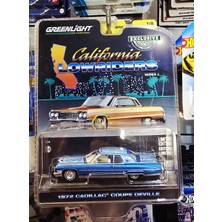 GREENLIGHT
California
LOWRIDERS
EXCLUSIVE
1972 CADILLAC COUPE DEVILLE